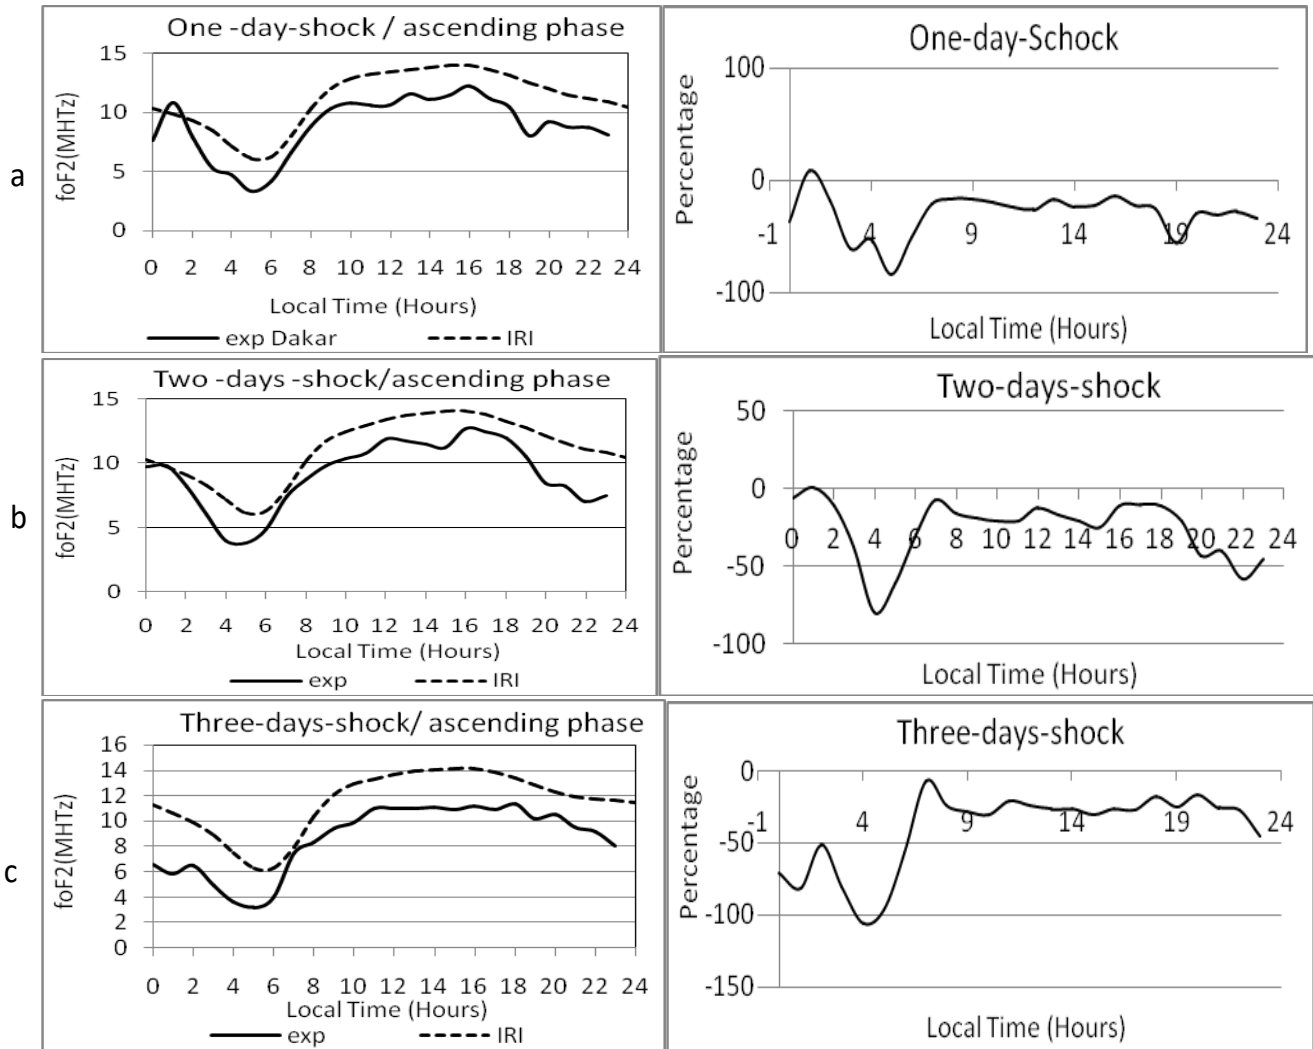 a
One -day-shock / ascending phase
foF2(MHTz)
15
10
5
0
0 2 4 6 8 10 12 14 16 18 20 22 24
Local Time (Hours)
exp Dakar IRI
One-day-Schock
Percentage
100
0
-100
-1 4 9 14 19 24
Local Time (Hours)
b
Two -days -shock/ascending phase
foF2(MHTz)
15
10
5
0
0 2 4 6 8 10 12 14 16 18 20 22 24
Local Time (Hours)
exp IRI
Two-days-shock
Percentage
50
0
-50
-100
0 2 4 6 8 10 12 14 16 18 20 22 24
Local Time (Hours)
c
Three-days-shock/ ascending phase
foF2(MHTz)
16
14
12
10
8
6
4
2
0
0 2 4 6 8 10 12 14 16 18 20 22 24
Local Time (Hours)
exp IRI
Three-days-shock
Percentage
0
-50
-100
-150
-1 4 9 14 19 24
Local Time (Hours)